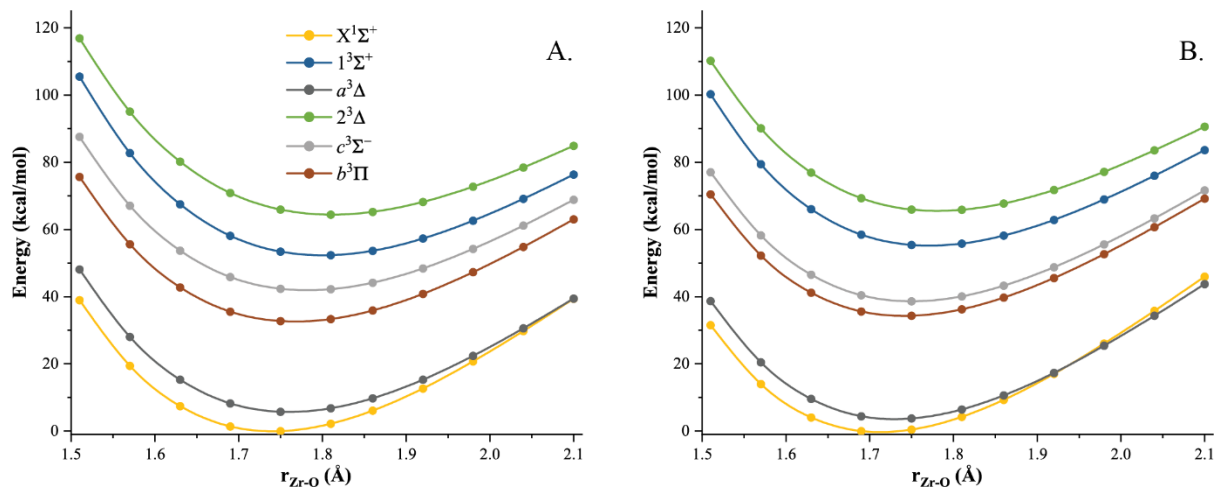 120
100
80
60
40
20
0
Energy (kcal/mol)
1.5 1.6 1.7 1.8 1.9 2.0 2.1
r_Zr-O (Å)
X¹Σ⁺
1³Σ⁺
a³Δ
2³Δ
c³Σ⁻
b³Π
A.
120
100
80
60
40
20
0
Energy (kcal/mol)
1.5 1.6 1.7 1.8 1.9 2.0 2.1
r_Zr-O (Å)
B.